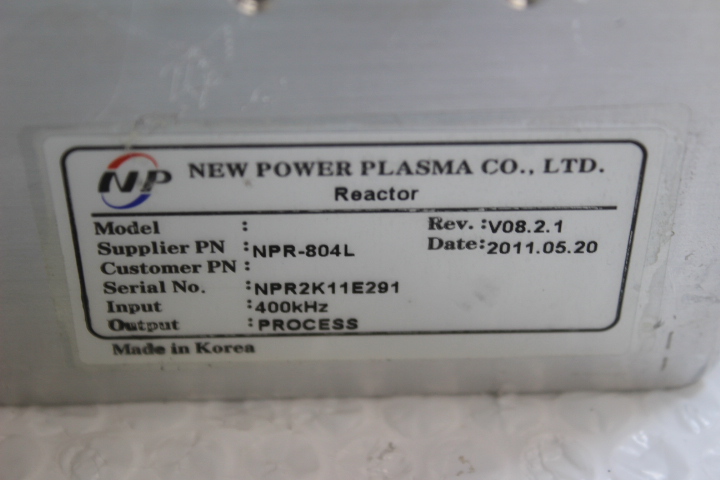 NP NEW POWER PLASMA CO., LTD.
Reactor
Model : Rev. :V08.2.1
Supplier PN :NPR-804L Date:2011.05.20
Customer PN :
Serial No. :NPR2K11E291
Input :400kHz
Output :PROCESS
Made in Korea